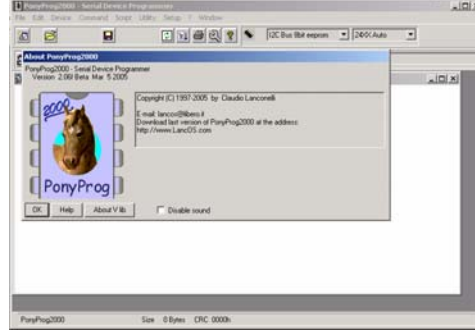 PonyProg2000 - Serial Device Programmer
File Edit Device Command Script Utility Setup ? Window
I2C Bus 8bit eeprom 24XX Auto
About PonyProg2000
PonyProg2000 - Serial Device Programmer
Version 2.06I Beta Mar 5 2005
Copyright (C) 1997-2005 by Claudio Lanconelli
E-mail: lancos@libero.it
Download last version of PonyProg2000 at the address
http://www.LancOS.com
2000
PonyProg
OK Help About V lib Disable sound
PonyProg2000 Size 0 Bytes CRC 0000h